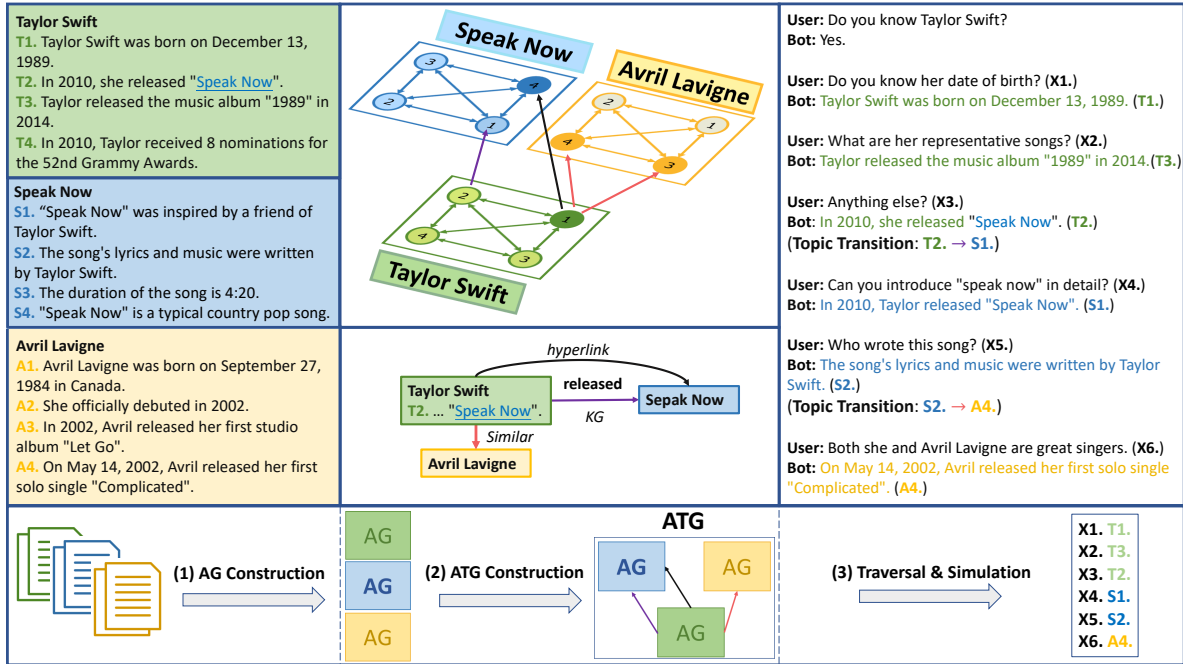 Taylor Swift
T1. Taylor Swift was born on December 13,
1989.
T2. In 2010, she released "Speak Now".
T3. Taylor released the music album "1989" in
2014.
T4. In 2010, Taylor received 8 nominations for
the 52nd Grammy Awards.
Speak Now
S1. “Speak Now" was inspired by a friend of
Taylor Swift.
S2. The song's lyrics and music were written
by Taylor Swift.
S3. The duration of the song is 4:20.
S4. "Speak Now" is a typical country pop song.
Avril Lavigne
A1. Avril Lavigne was born on September 27,
1984 in Canada.
A2. She officially debuted in 2002.
A3. In 2002, Avril released her first studio
album "Let Go".
A4. On May 14, 2002, Avril released her first
solo single "Complicated".
Speak Now
3
4
2
1
Avril Lavigne
2
1
4
3
2
1
4
3
Taylor Swift
hyperlink
Taylor Swift
T2. ... "Speak Now".
released
KG
Sepak Now
Similar
Avril Lavigne
User: Do you know Taylor Swift?
Bot: Yes.
User: Do you know her date of birth? (X1.)
Bot: Taylor Swift was born on December 13, 1989. (T1.)
User: What are her representative songs? (X2.)
Bot: Taylor released the music album "1989" in 2014.(T3.)
User: Anything else? (X3.)
Bot: In 2010, she released "Speak Now". (T2.)
(Topic Transition: T2. → S1.)
User: Can you introduce "speak now" in detail? (X4.)
Bot: In 2010, Taylor released "Speak Now". (S1.)
User: Who wrote this song? (X5.)
Bot: The song's lyrics and music were written by Taylor
Swift. (S2.)
(Topic Transition: S2. → A4.)
User: Both she and Avril Lavigne are great singers. (X6.)
Bot: On May 14, 2002, Avril released her first solo single
"Complicated". (A4.)
(1) AG Construction
AG
AG
AG
(2) ATG Construction
ATG
AG
AG
AG
(3) Traversal & Simulation
X1. T1.
X2. T3.
X3. T2.
X4. S1.
X5. S2.
X6. A4.